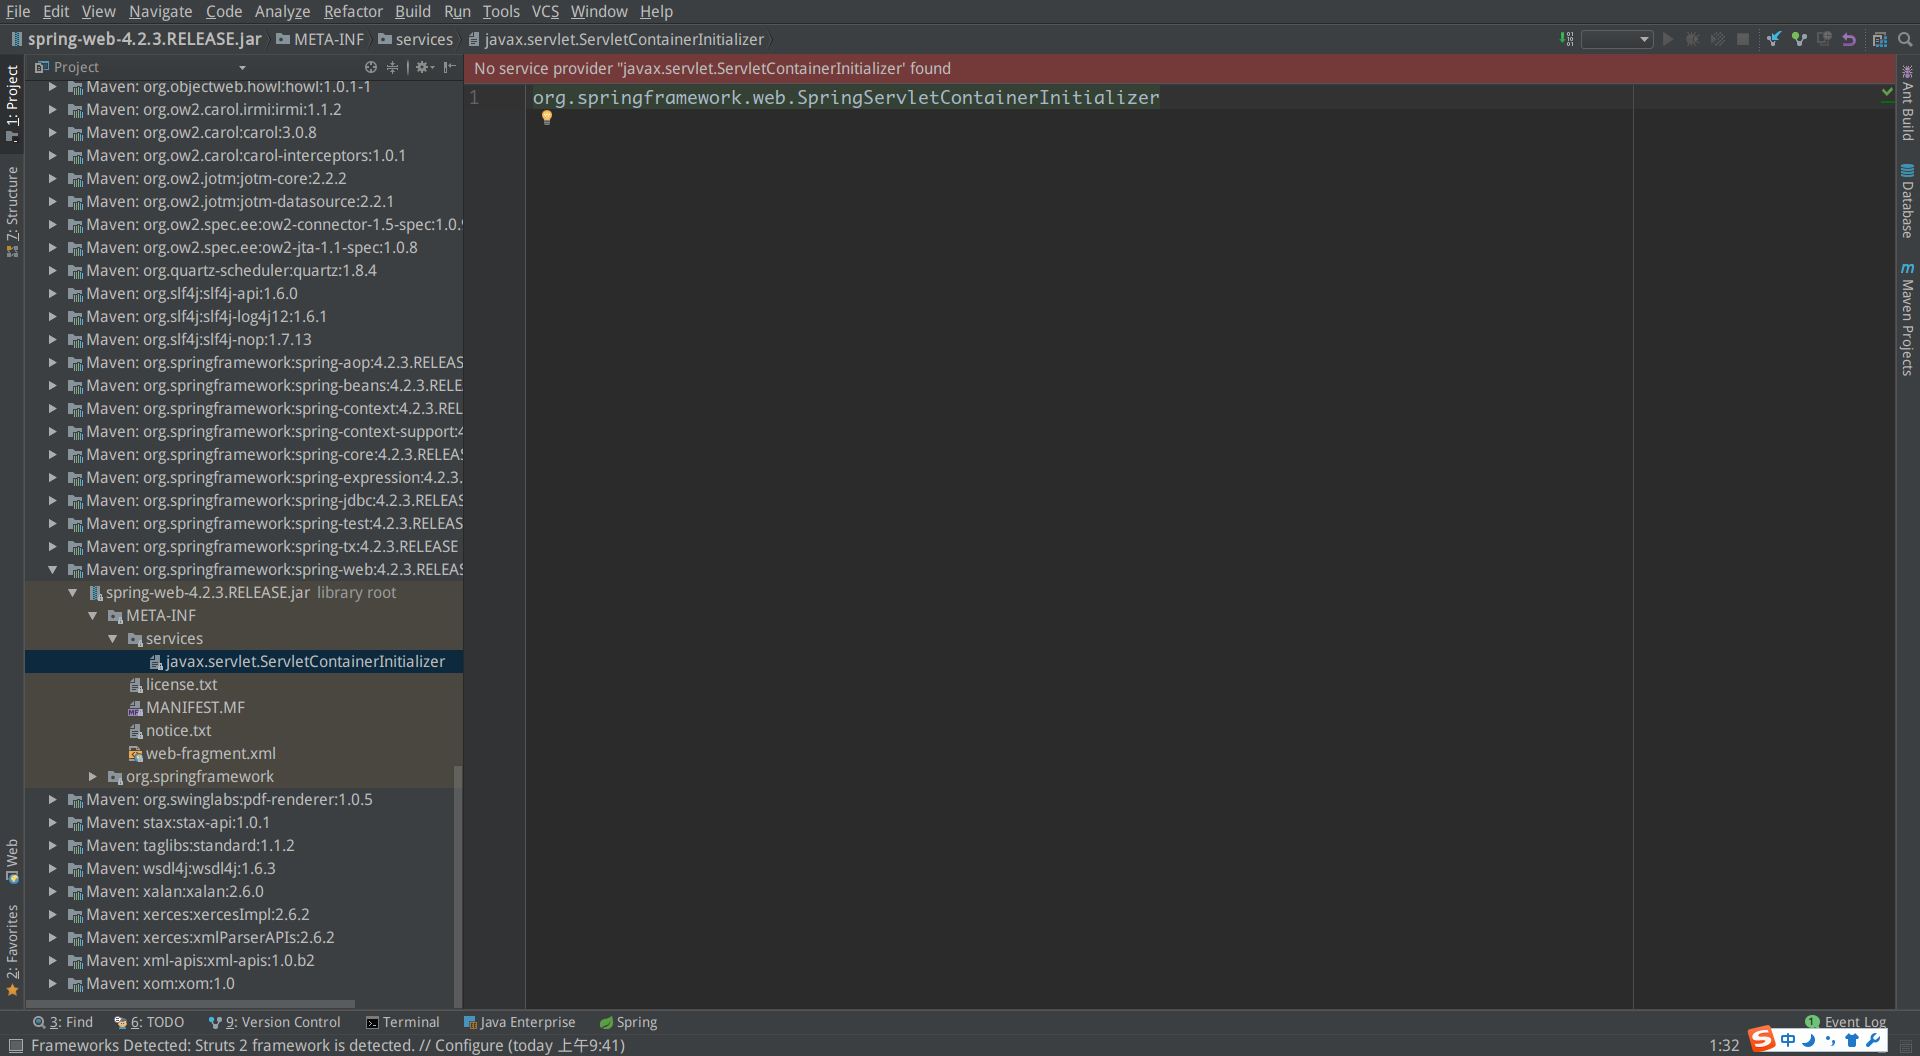 File Edit View Navigate Code Analyze Refactor Build Run Tools VCS Window Help
spring-web-4.2.3.RELEASE.jar META-INF services javax.servlet.ServletContainerInitializer
Project
No service provider "javax.servlet.ServletContainerInitializer' found
1 org.springframework.web.SpringServletContainerInitializer
Maven: org.objectweb.howl:howl:1.0.1-1
Maven: org.ow2.carol.irmi:irmi:1.1.2
Maven: org.ow2.carol:carol:3.0.8
Maven: org.ow2.carol:carol-interceptors:1.0.1
Maven: org.ow2.jotm:jotm-core:2.2.2
Maven: org.ow2.jotm:jotm-datasource:2.2.1
Maven: org.ow2.spec.ee:ow2-connector-1.5-spec:1.0.
Maven: org.ow2.spec.ee:ow2-jta-1.1-spec:1.0.8
Maven: org.quartz-scheduler:quartz:1.8.4
Maven: org.slf4j:slf4j-api:1.6.0
Maven: org.slf4j:slf4j-log4j12:1.6.1
Maven: org.slf4j:slf4j-nop:1.7.13
Maven: org.springframework:spring-aop:4.2.3.RELEAS
Maven: org.springframework:spring-beans:4.2.3.RELE
Maven: org.springframework:spring-context:4.2.3.REL
Maven: org.springframework:spring-context-support:4
Maven: org.springframework:spring-core:4.2.3.RELEAS
Maven: org.springframework:spring-expression:4.2.3.
Maven: org.springframework:spring-jdbc:4.2.3.RELEAS
Maven: org.springframework:spring-test:4.2.3.RELEAS
Maven: org.springframework:spring-tx:4.2.3.RELEASE
Maven: org.springframework:spring-web:4.2.3.RELEAS
spring-web-4.2.3.RELEASE.jar library root
META-INF
services
javax.servlet.ServletContainerInitializer
license.txt
MANIFEST.MF
notice.txt
web-fragment.xml
org.springframework
Maven: org.swinglabs:pdf-renderer:1.0.5
Maven: stax:stax-api:1.0.1
Maven: taglibs:standard:1.1.2
Maven: wsdl4j:wsdl4j:1.6.3
Maven: xalan:xalan:2.6.0
Maven: xerces:xercesImpl:2.6.2
Maven: xerces:xmlParserAPIs:2.6.2
Maven: xml-apis:xml-apis:1.0.b2
Maven: xom:xom:1.0
1: Project
7: Structure
Web
2: Favorites
Ant Build
Database
m Maven Projects
3: Find 6: TODO 9: Version Control Terminal Java Enterprise Spring 1 Event Log
Frameworks Detected: Struts 2 framework is detected. // Configure (today 上午9:41) 1:32 S 中